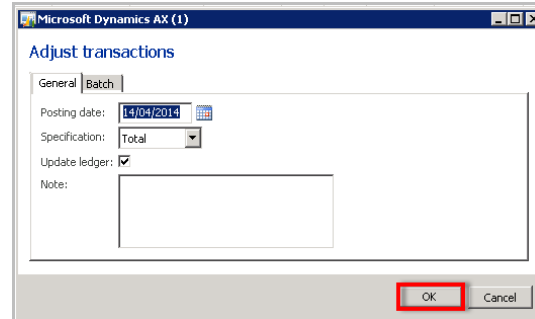 Microsoft Dynamics AX (1)
Adjust transactions
General Batch
Posting date: 14/04/2014
Specification: Total
Update ledger:
Note:
OK Cancel